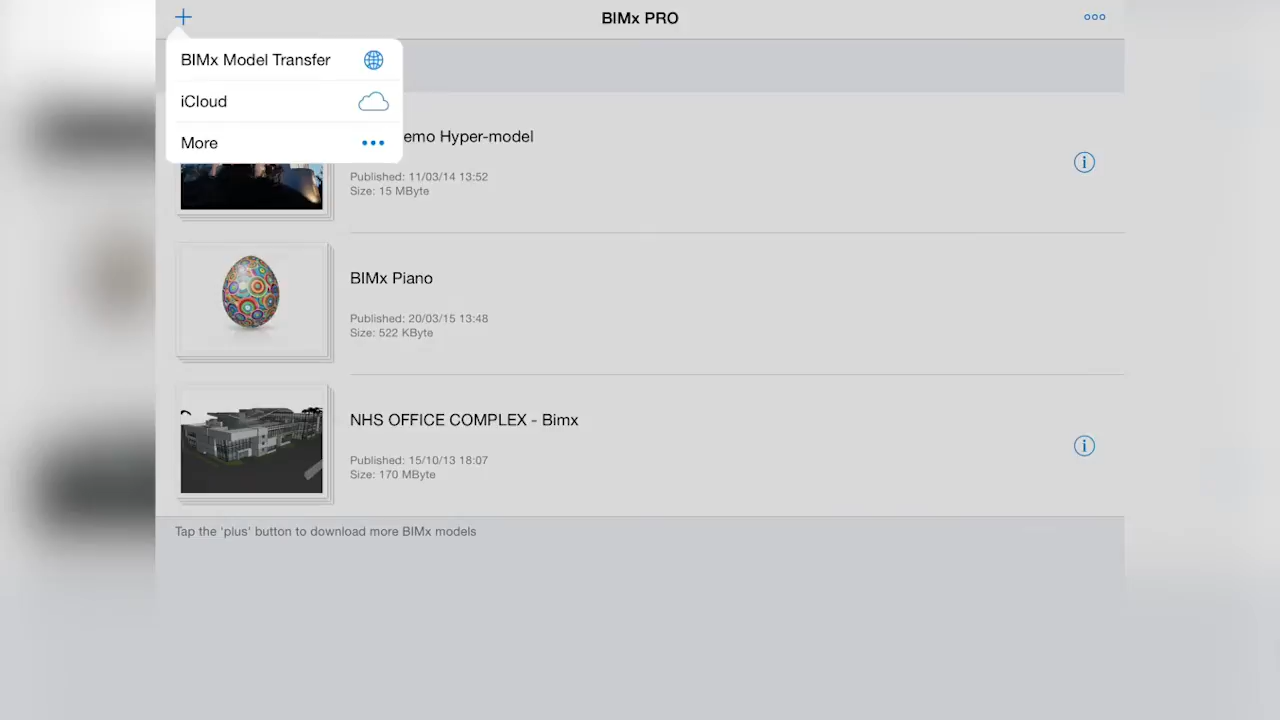 BIMx PRO
BIMx Model Transfer
iCloud
More
emo Hyper-model
Published: 11/03/14 13:52
Size: 15 MByte
BIMx Piano
Published: 20/03/15 13:48
Size: 522 KByte
NHS OFFICE COMPLEX - Bimx
Published: 15/10/13 18:07
Size: 170 MByte
Tap the 'plus' button to download more BIMx models